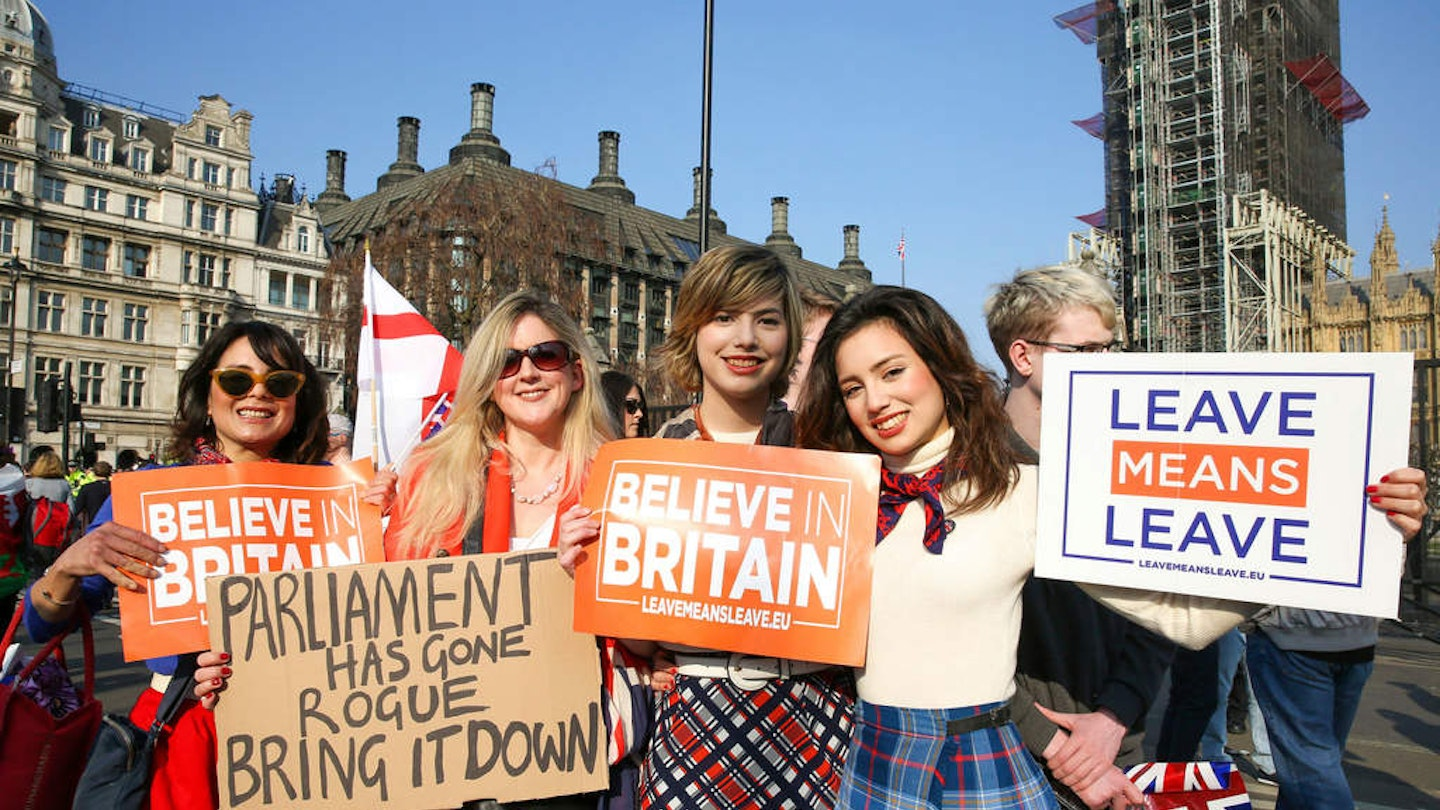 BELIEVE IN
BRITAIN
PARLIAMENT
HAS GONE
ROGUE
BRING IT DOWN
BELIEVE IN
BRITAIN
LEAVEMEANSLEAVE.EU
LEAVE
MEANS
LEAVE
LEAVEMEANSLEAVE.EU